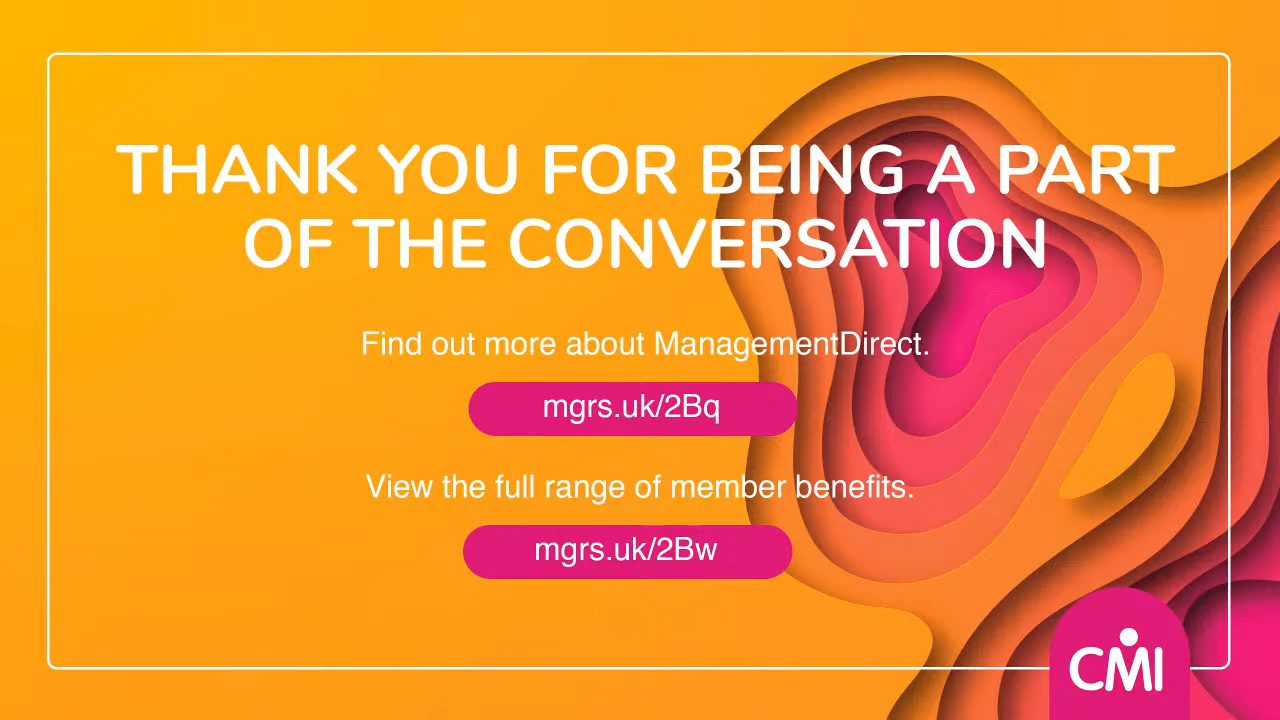 THANK YOU FOR BEING A PART
OF THE CONVERSATION
Find out more about ManagementDirect.
mgrs.uk/2Bq
View the full range of member benefits.
mgrs.uk/2Bw
CMI